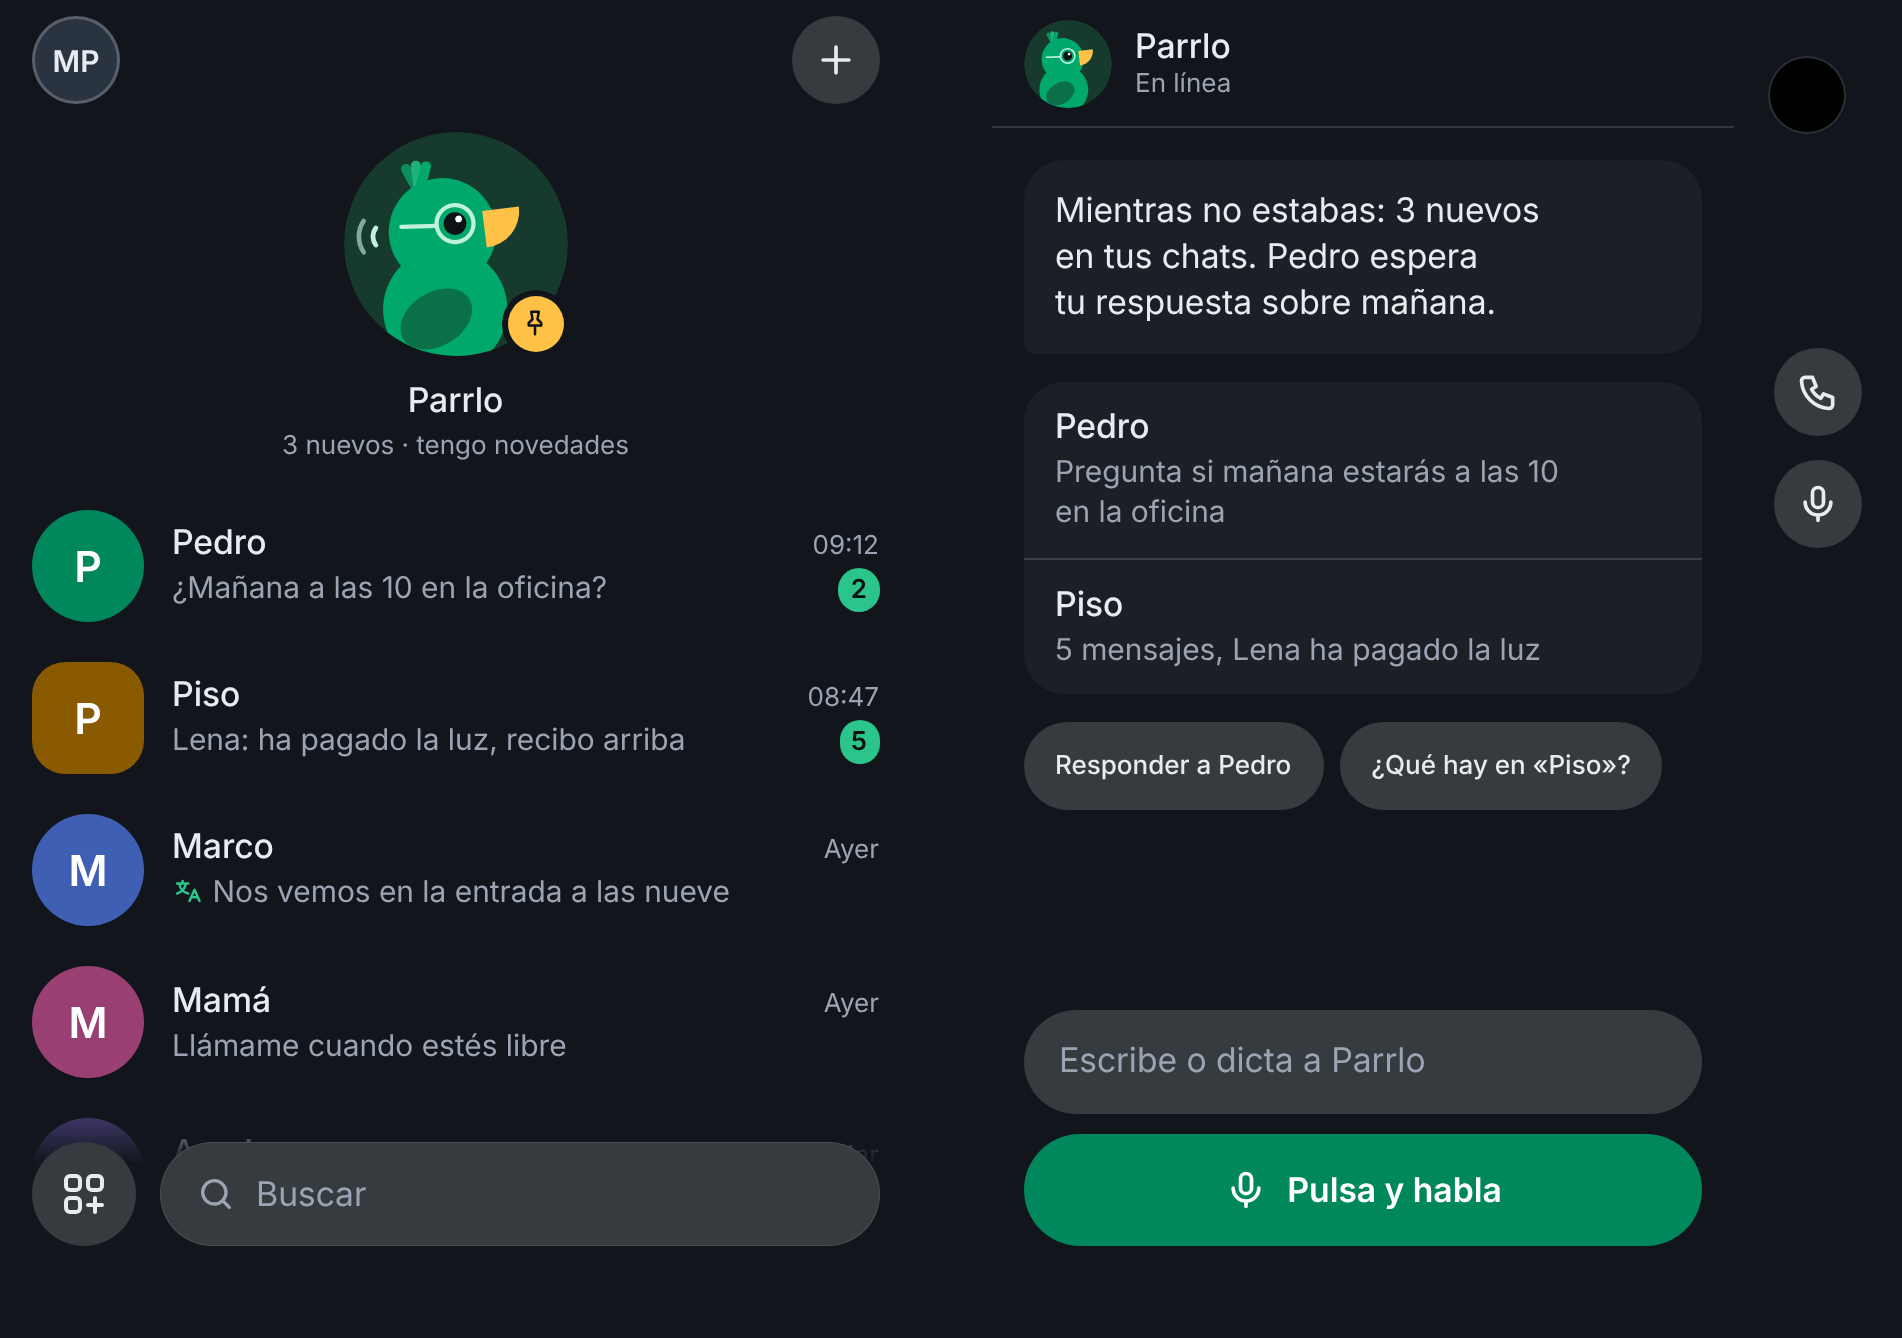 MP
Parrlo
3 nuevos · tengo novedades
P
Pedro
09:12
¿Mañana a las 10 en la oficina?
2
P
Piso
08:47
Lena: ha pagado la luz, recibo arriba
5
M
Marco
Ayer
Nos vemos en la entrada a las nueve
M
Mamá
Ayer
Llámame cuando estés libre
Buscar
Parrlo
En línea
Mientras no estabas: 3 nuevos
en tus chats. Pedro espera
tu respuesta sobre mañana.
Pedro
Pregunta si mañana estarás a las 10
en la oficina
Piso
5 mensajes, Lena ha pagado la luz
Responder a Pedro
¿Qué hay en «Piso»?
Escribe o dicta a Parrlo
Pulsa y habla